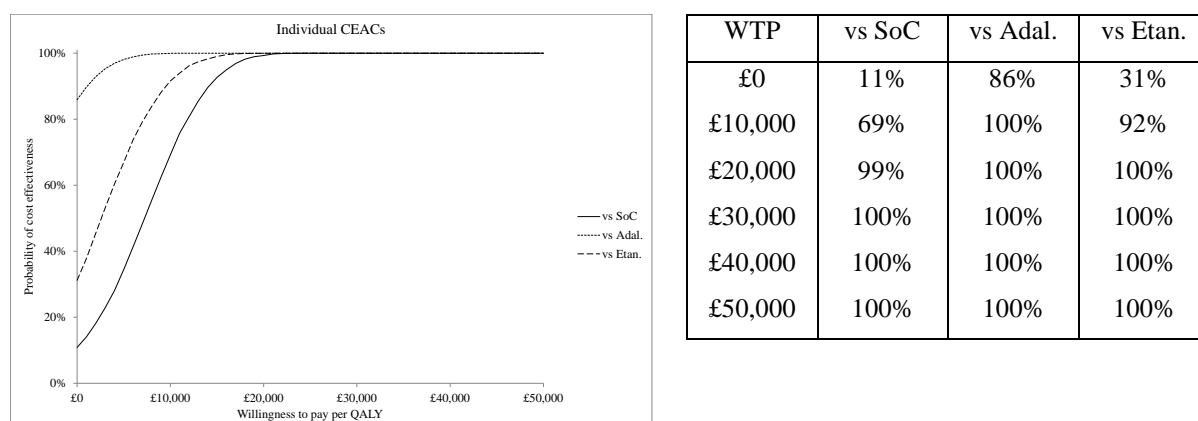 Individual CEACs
100%
80%
60%
40%
20%
0%
Probability of cost effectiveness
£0 £10,000 £20,000 £30,000 £40,000 £50,000
Willingness to pay per QALY
vs SoC
vs Adal.
vs Etan.
WTP vs SoC vs Adal. vs Etan.
£0 11% 86% 31%
£10,000 69% 100% 92%
£20,000 99% 100% 100%
£30,000 100% 100% 100%
£40,000 100% 100% 100%
£50,000 100% 100% 100%